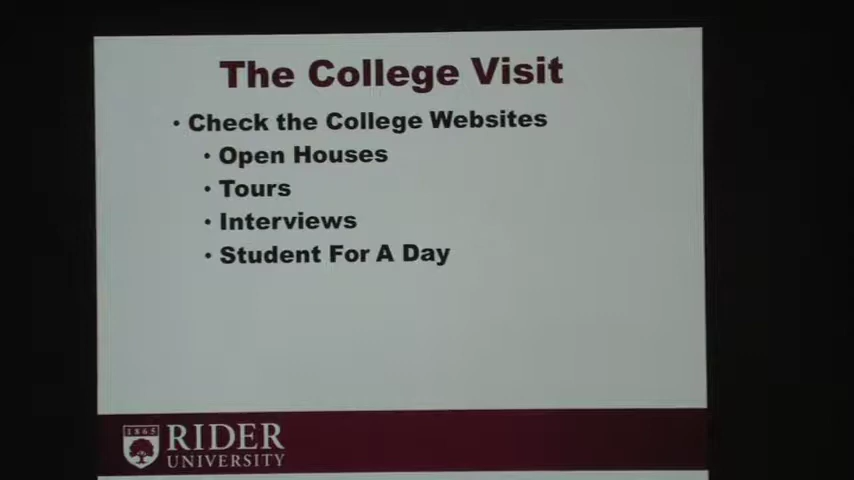 The College Visit
• Check the College Websites
• Open Houses
• Tours
• Interviews
• Student For A Day
1865
RIDER
UNIVERSITY